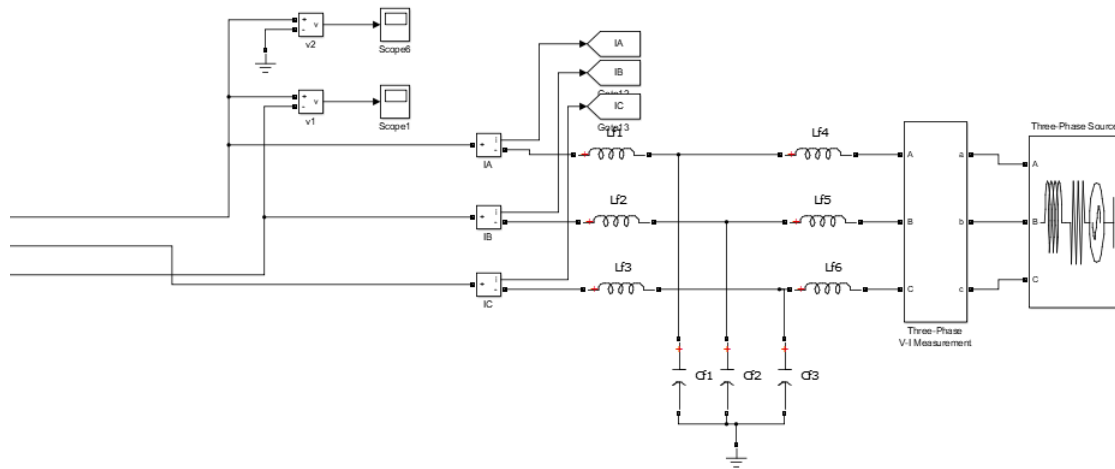 +
-
v
v2
Scope6
+
-
v
v1
Scope1
IA
IB
IC
Goto13
+
i
-
IA
+
i
-
IB
+
i
-
IC
Lf1
Lf2
Lf3
Lf4
Lf5
Lf6
Cf1
Cf2
Cf3
A
B
C
a
b
c
Three-Phase
V-I Measurement
Three-Phase Source
A
B
C